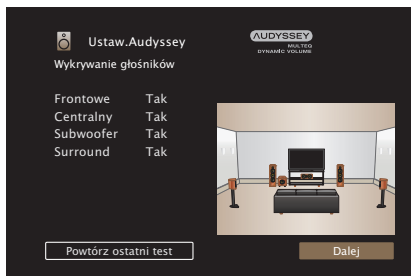 Ustaw.Audyssey
AUDYSSEY
MULTEQ
DYNAMIC VOLUME
Wykrywanie głośników
Frontowe Tak
Centralny Tak
Subwoofer Tak
Surround Tak
Powtórz ostatni test
Dalej